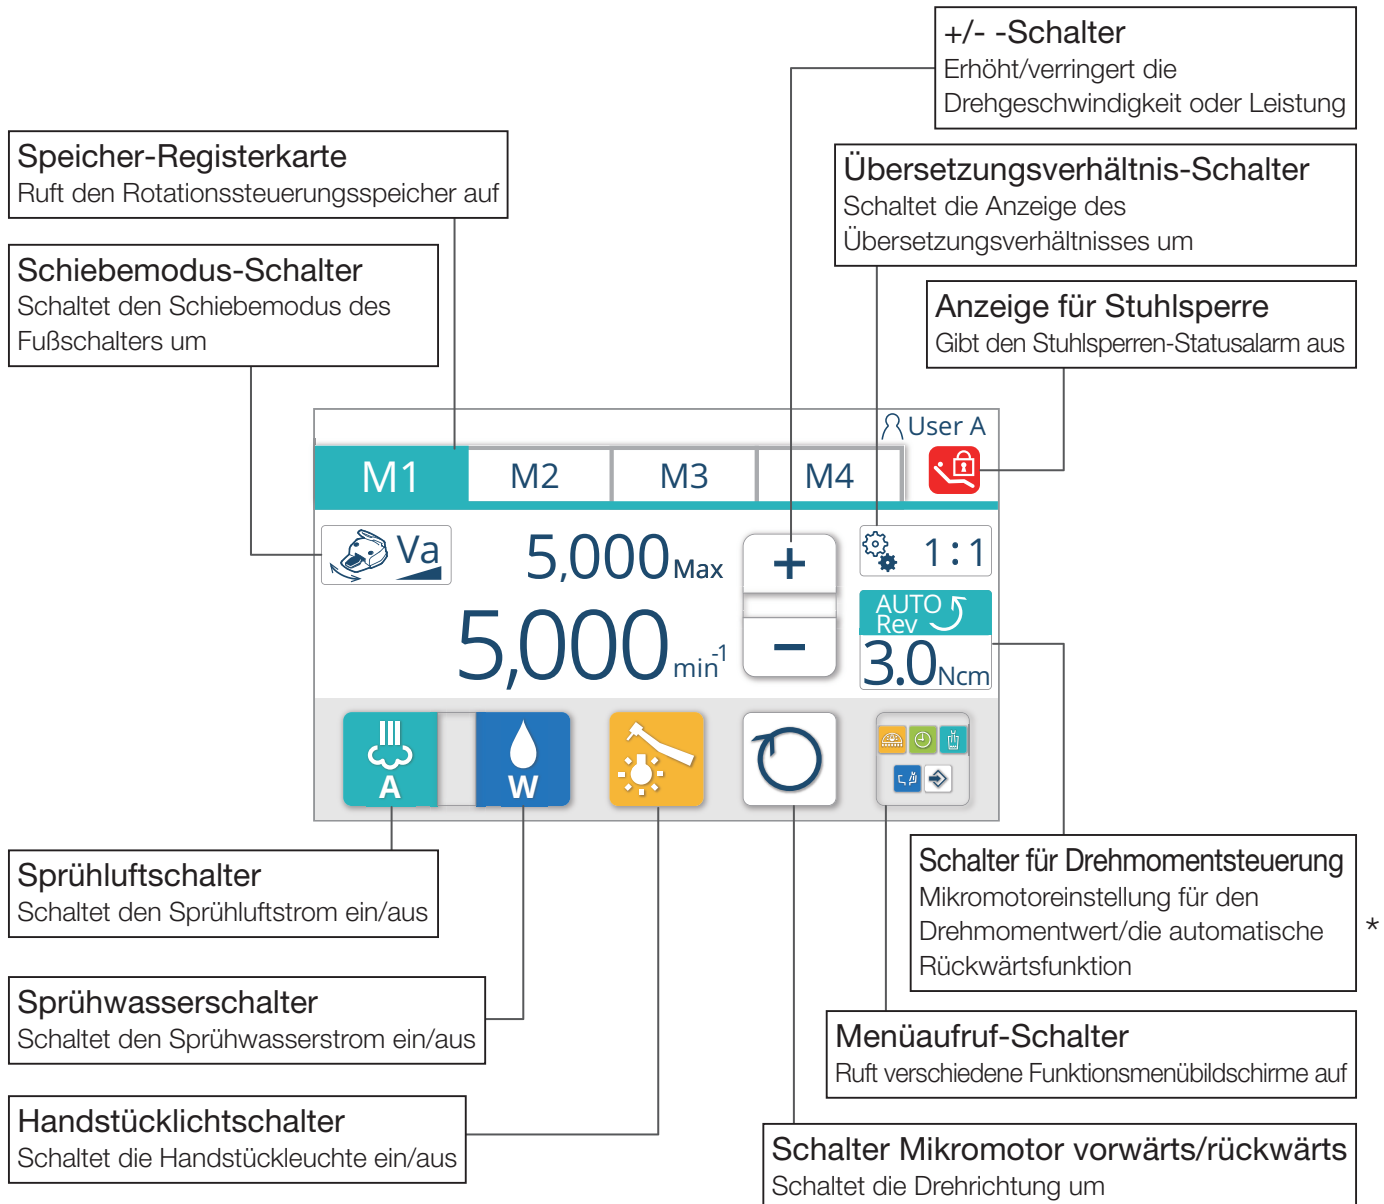 +/- -Schalter
Erhöht/verringert die
Drehgeschwindigkeit oder Leistung
Speicher-Registerkarte
Ruft den Rotationssteuerungsspeicher auf
Übersetzungsverhältnis-Schalter
Schaltet die Anzeige des
Übersetzungsverhältnisses um
Schiebemodus-Schalter
Schaltet den Schiebemodus des
Fußschalters um
Anzeige für Stuhlsperre
Gibt den Stuhlsperren-Statusalarm aus
User A
M1 M2 M3 M4
Va 5,000 Max + 1:1
AUTO
Rev
5,000 min-1 − 3.0 Ncm
A W
Sprühluftschalter
Schaltet den Sprühluftstrom ein/aus
Schalter für Drehmomentsteuerung
Mikromotoreinstellung für den
Drehmomentwert/die automatische *
Rückwärtsfunktion
Sprühwasserschalter
Schaltet den Sprühwasserstrom ein/aus
Menüaufruf-Schalter
Ruft verschiedene Funktionsmenübildschirme auf
Handstücklichtschalter
Schaltet die Handstückleuchte ein/aus
Schalter Mikromotor vorwärts/rückwärts
Schaltet die Drehrichtung um